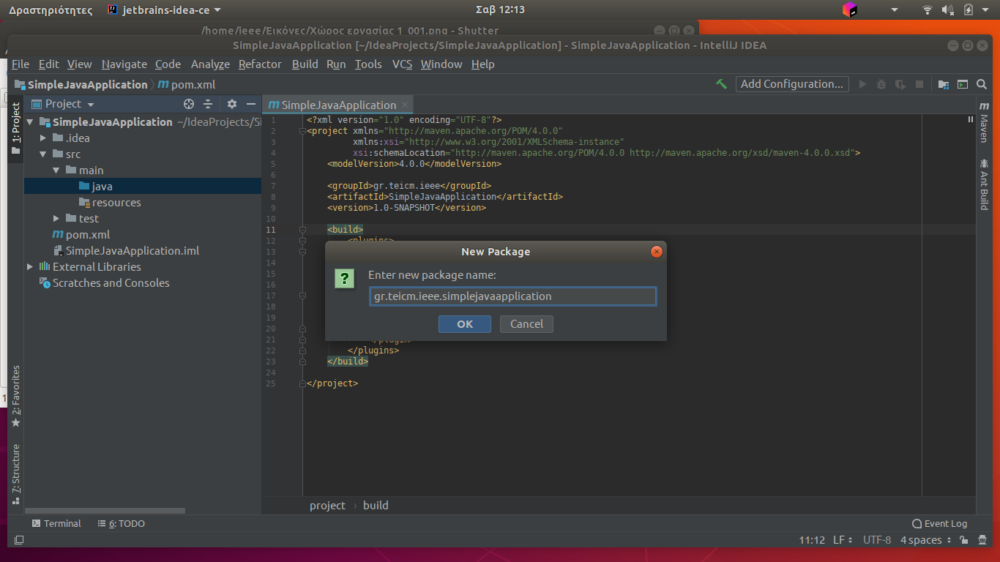 Δραστηριότητες jetbrains-idea-ce Σαβ 12:13
/home/ieee/Εικόνες/Χώρος εργασίας 1_001.png - Shutter
SimpleJavaApplication [~/IdeaProjects/SimpleJavaApplication] - SimpleJavaApplication - IntelliJ IDEA
File Edit View Navigate Code Analyze Refactor Build Run Tools VCS Window Help
SimpleJavaApplication m pom.xml Add Configuration...
1: Project
Project
SimpleJavaApplication ~/IdeaProjects/Si
.idea
src
main
java
resources
test
m pom.xml
SimpleJavaApplication.iml
External Libraries
Scratches and Consoles
2: Favorites
7: Structure
m SimpleJavaApplication
1 <?xml version="1.0" encoding="UTF-8"?>
2 <project xmlns="http://maven.apache.org/POM/4.0.0"
3 xmlns:xsi="http://www.w3.org/2001/XMLSchema-instance"
4 xsi:schemaLocation="http://maven.apache.org/POM/4.0.0 http://maven.apache.org/xsd/maven-4.0.0.xsd">
5 <modelVersion>4.0.0</modelVersion>
6
7 <groupId>gr.teicm.ieee</groupId>
8 <artifactId>SimpleJavaApplication</artifactId>
9 <version>1.0-SNAPSHOT</version>
10
11 <build>
12 <plugins>
13
14
15
16
17
18
19
20
21 </plugin>
22 </plugins>
23 </build>
24
25 </project>
New Package
Enter new package name:
gr.teicm.ieee.simplejavaapplication
OK Cancel
m Maven
Ant Build
project › build
Terminal 6: TODO Event Log
11:12 LF UTF-8 4 spaces